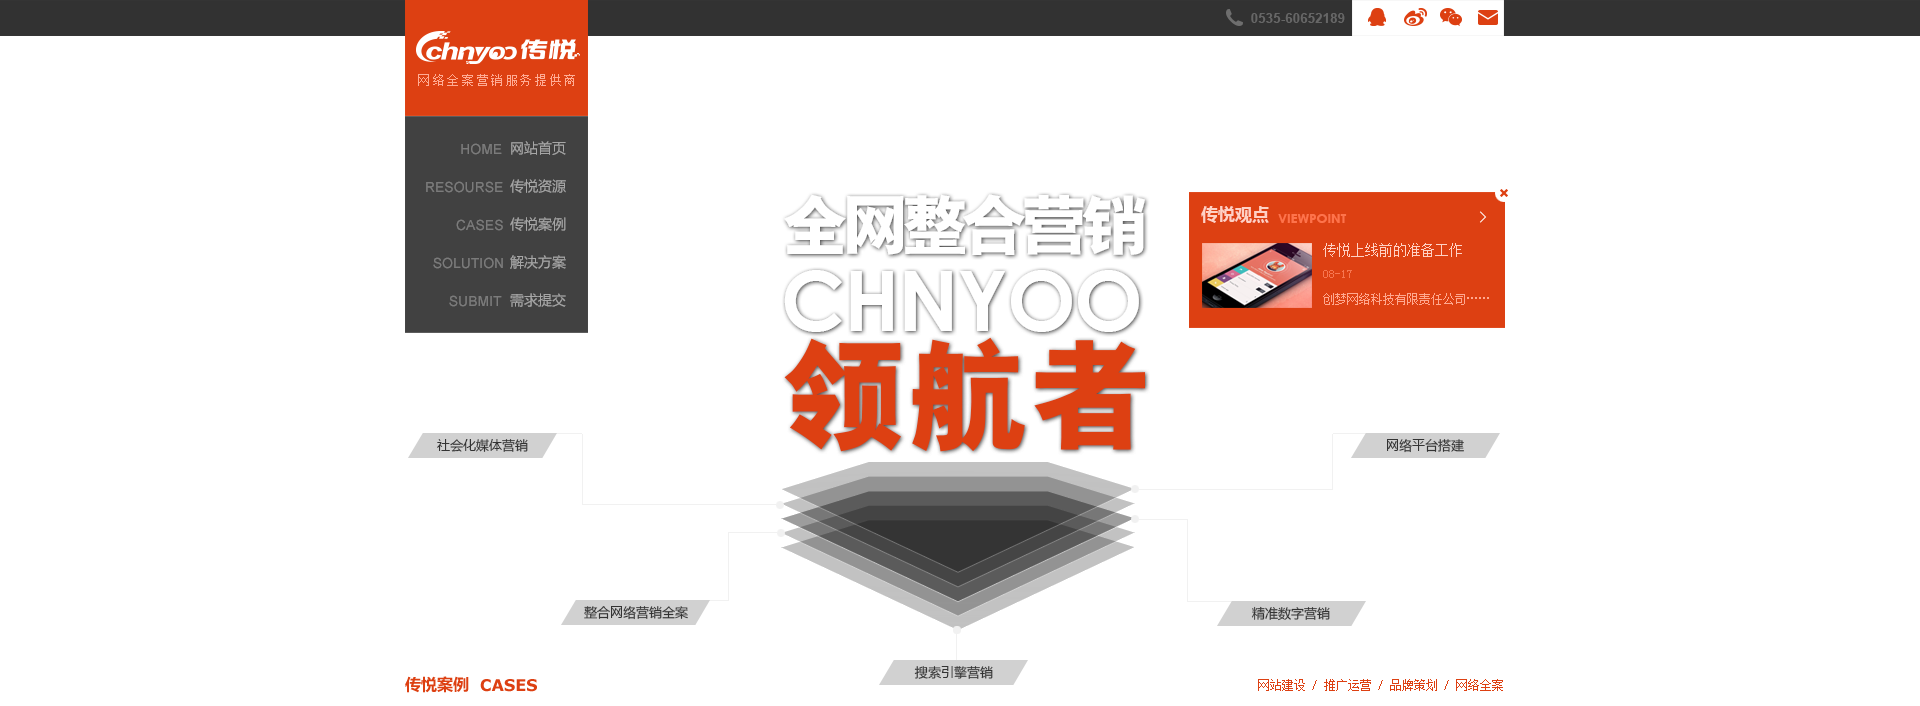 0535-60652189
Chnyoo传悦
网络全案营销服务提供商
HOME 网站首页
RESOURSE 传悦资源
CASES 传悦案例
SOLUTION 解决方案
SUBMIT 需求提交
全网整合营销
CHNYOO
领航者
传悦观点 VIEWPOINT
传悦上线前的准备工作
08-17
创梦网络科技有限责任公司······
社会化媒体营销
网络平台搭建
整合网络营销全案
精准数字营销
搜索引擎营销
传悦案例 CASES
网站建设 / 推广运营 / 品牌策划 / 网络全案